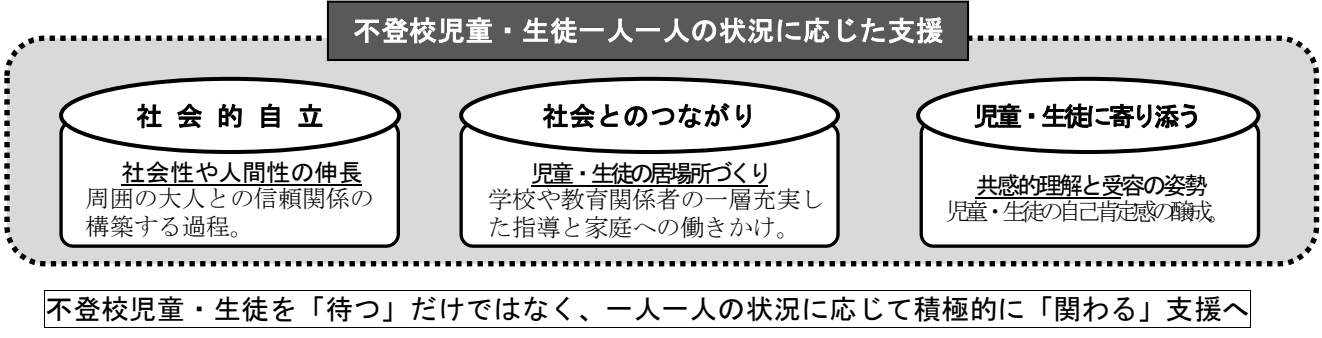 不登校児童・生徒一人一人の状況に応じた支援
社会的自立
社会性や人間性の伸長
周囲の大人との信頼関係の
構築する過程。
社会とのつながり
児童・生徒の居場所づくり
学校や教育関係者の一層充実し
た指導と家庭への働きかけ。
児童・生徒に寄り添う
共感的理解と受容の姿勢
児童・生徒の自己肯定感の醸成。
不登校児童・生徒を「待つ」だけではなく、一人一人の状況に応じて積極的に「関わる」支援へ